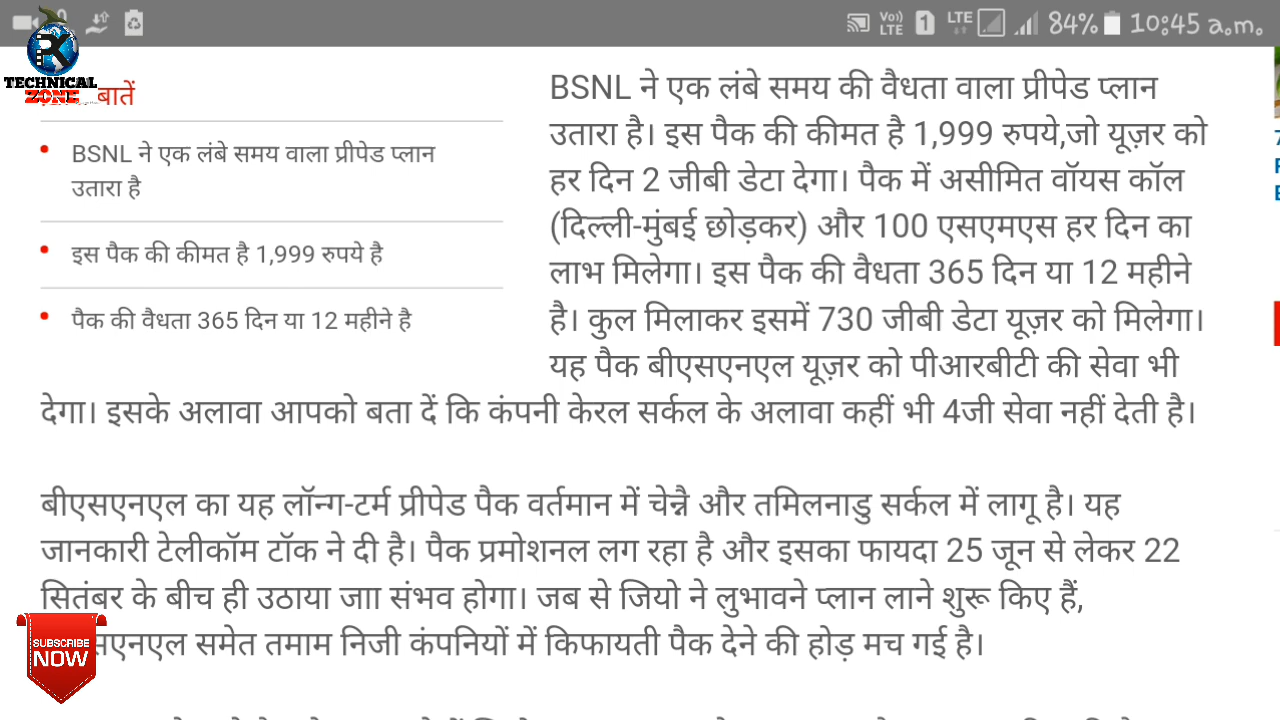 Vo) LTE 1 LTE 84% 10:45 a.m.
TECHNICAL
ZONE
बातें
BSNL ने एक लंबे समय वाला प्रीपेड प्लान
उतारा है
इस पैक की कीमत है 1,999 रुपये है
पैक की वैधता 365 दिन या 12 महीने है
BSNL ने एक लंबे समय की वैधता वाला प्रीपेड प्लान
उतारा है। इस पैक की कीमत है 1,999 रुपये,जो यूज़र को
हर दिन 2 जीबी डेटा देगा। पैक में असीमित वॉयस कॉल
(दिल्ली-मुंबई छोड़कर) और 100 एसएमएस हर दिन का
लाभ मिलेगा। इस पैक की वैधता 365 दिन या 12 महीने
है। कुल मिलाकर इसमें 730 जीबी डेटा यूज़र को मिलेगा।
यह पैक बीएसएनएल यूज़र को पीआरबीटी की सेवा भी
देगा। इसके अलावा आपको बता दें कि कंपनी केरल सर्कल के अलावा कहीं भी 4जी सेवा नहीं देती है।
बीएसएनएल का यह लॉन्ग-टर्म प्रीपेड पैक वर्तमान में चेन्नै और तमिलनाडु सर्कल में लागू है। यह
जानकारी टेलीकॉम टॉक ने दी है। पैक प्रमोशनल लग रहा है और इसका फायदा 25 जून से लेकर 22
सितंबर के बीच ही उठाया जाा संभव होगा। जब से जियो ने लुभावने प्लान लाने शुरू किए हैं,
समेत तमाम निजी कंपनियों में किफायती पैक देने की होड़ मच गई है।
SUBSCRIBE
NOW